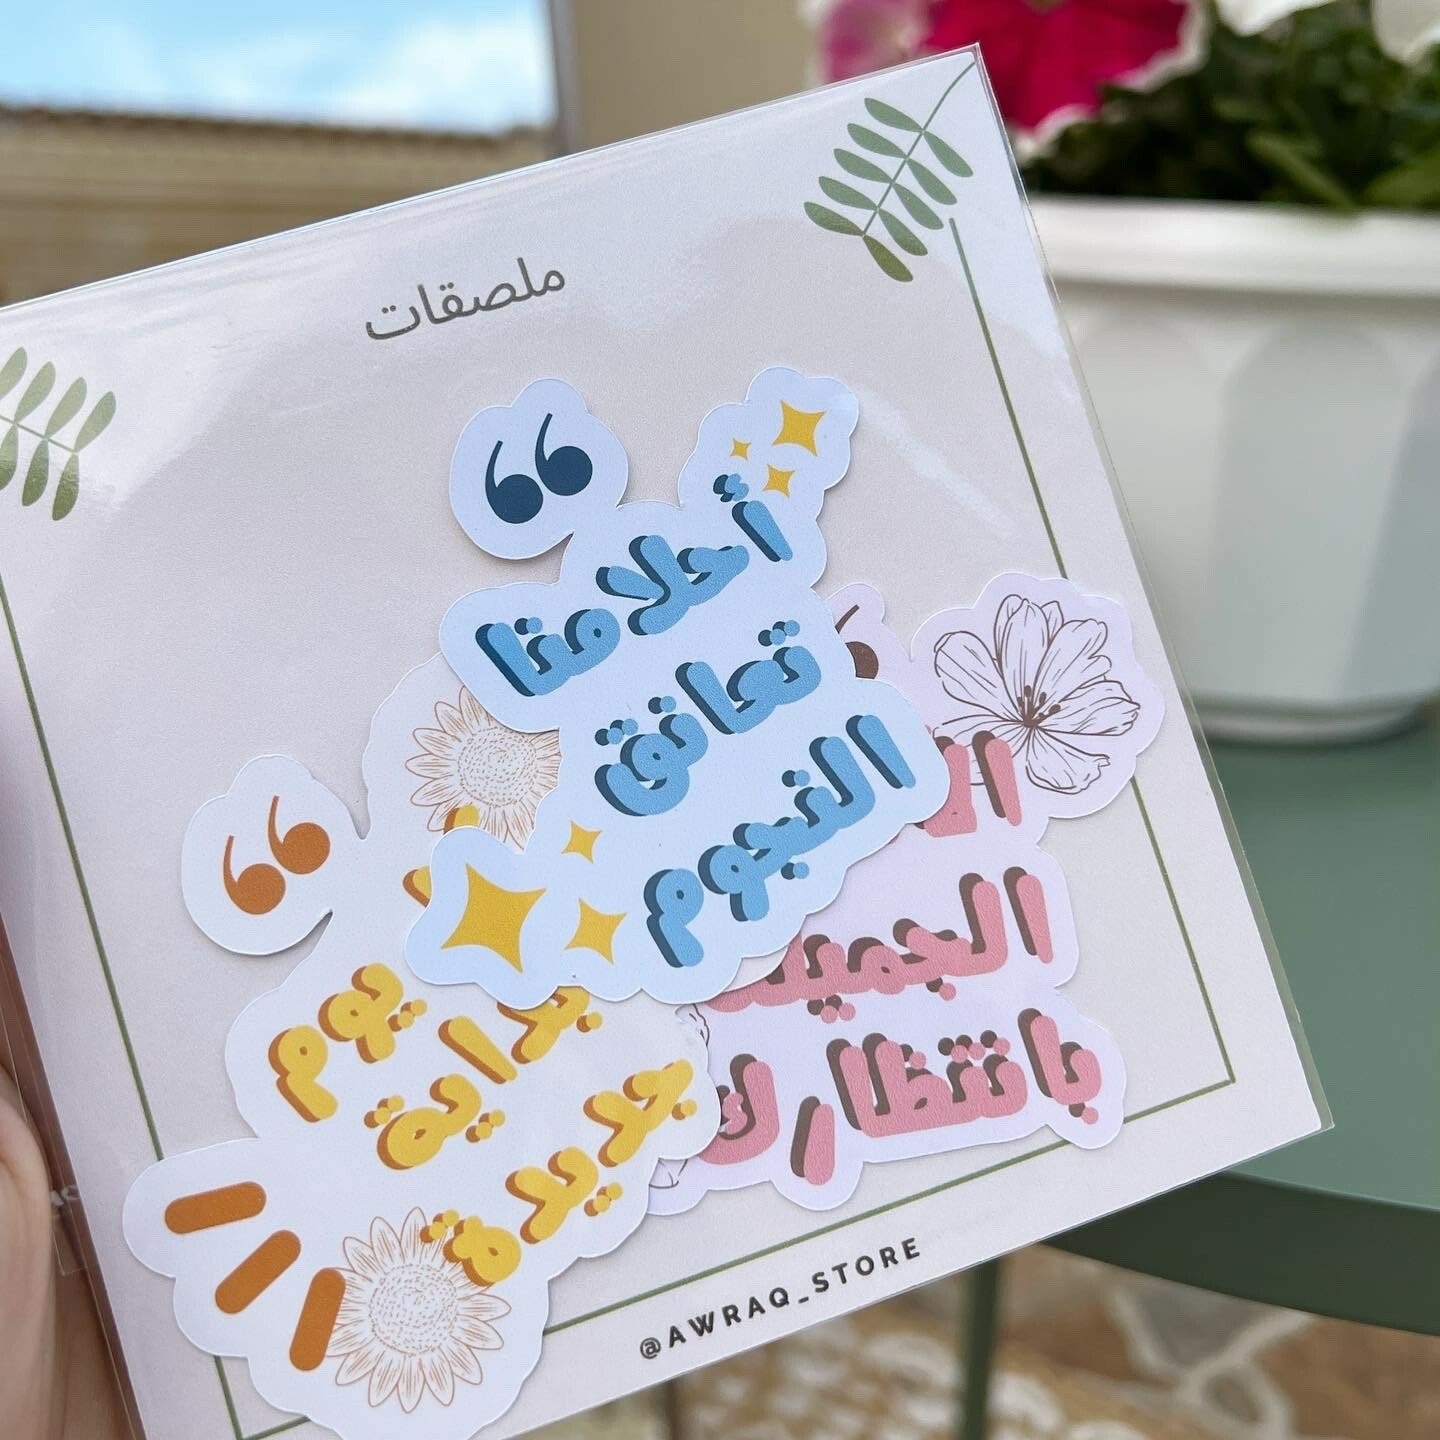 ملصقات
أحلامنا
تعانق
النجوم
يوم
بداية
جديدة
الجميلة
بانتظارك
@AWRAQ_STORE